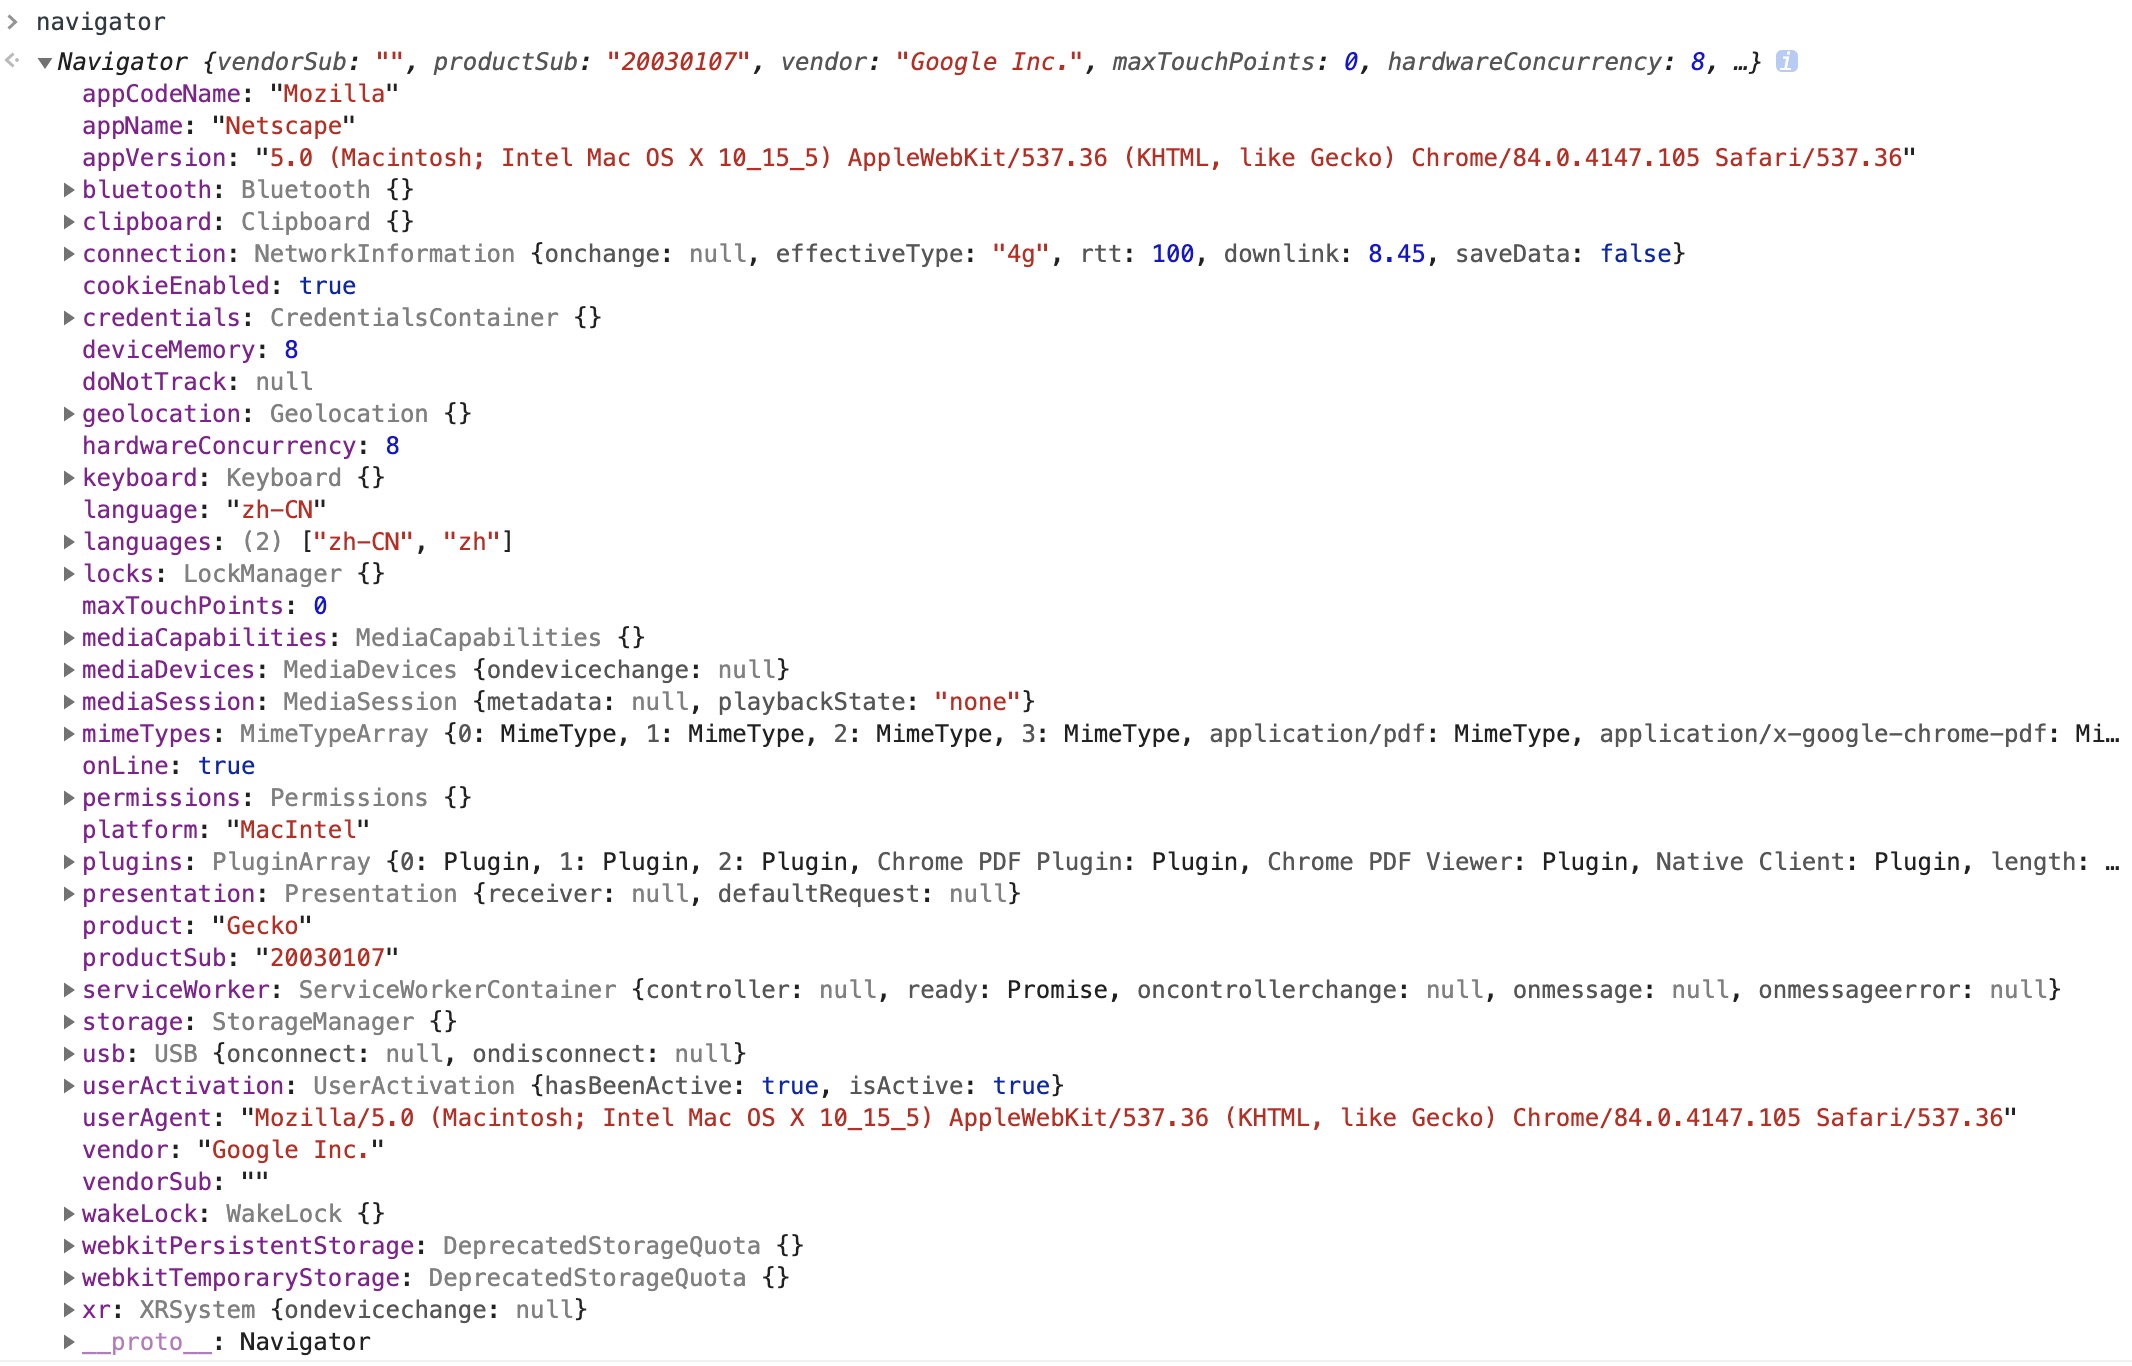 navigator
Navigator {vendorSub: "", productSub: "20030107", vendor: "Google Inc.", maxTouchPoints: 0, hardwareConcurrency: 8, …} i
appCodeName: "Mozilla"
appName: "Netscape"
appVersion: "5.0 (Macintosh; Intel Mac OS X 10_15_5) AppleWebKit/537.36 (KHTML, like Gecko) Chrome/84.0.4147.105 Safari/537.36"
bluetooth: Bluetooth {}
clipboard: Clipboard {}
connection: NetworkInformation {onchange: null, effectiveType: "4g", rtt: 100, downlink: 8.45, saveData: false}
cookieEnabled: true
credentials: CredentialsContainer {}
deviceMemory: 8
doNotTrack: null
geolocation: Geolocation {}
hardwareConcurrency: 8
keyboard: Keyboard {}
language: "zh-CN"
languages: (2) ["zh-CN", "zh"]
locks: LockManager {}
maxTouchPoints: 0
mediaCapabilities: MediaCapabilities {}
mediaDevices: MediaDevices {ondevicechange: null}
mediaSession: MediaSession {metadata: null, playbackState: "none"}
mimeTypes: MimeTypeArray {0: MimeType, 1: MimeType, 2: MimeType, 3: MimeType, application/pdf: MimeType, application/x-google-chrome-pdf: Mi…
onLine: true
permissions: Permissions {}
platform: "MacIntel"
plugins: PluginArray {0: Plugin, 1: Plugin, 2: Plugin, Chrome PDF Plugin: Plugin, Chrome PDF Viewer: Plugin, Native Client: Plugin, length: …
presentation: Presentation {receiver: null, defaultRequest: null}
product: "Gecko"
productSub: "20030107"
serviceWorker: ServiceWorkerContainer {controller: null, ready: Promise, oncontrollerchange: null, onmessage: null, onmessageerror: null}
storage: StorageManager {}
usb: USB {onconnect: null, ondisconnect: null}
userActivation: UserActivation {hasBeenActive: true, isActive: true}
userAgent: "Mozilla/5.0 (Macintosh; Intel Mac OS X 10_15_5) AppleWebKit/537.36 (KHTML, like Gecko) Chrome/84.0.4147.105 Safari/537.36"
vendor: "Google Inc."
vendorSub: ""
wakeLock: WakeLock {}
webkitPersistentStorage: DeprecatedStorageQuota {}
webkitTemporaryStorage: DeprecatedStorageQuota {}
xr: XRSystem {ondevicechange: null}
__proto__: Navigator